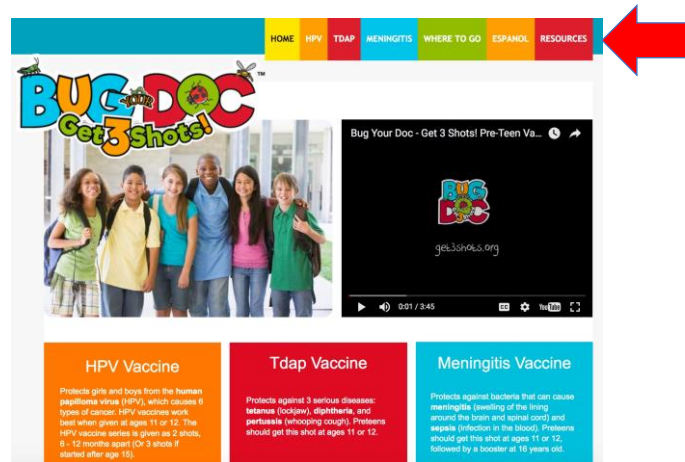 HOME HPV TDAP MENINGITIS WHERE TO GO ESPANOL RESOURCES
BUG YOUR DOC ™
Get 3 Shots!
Bug Your Doc - Get 3 Shots! Pre-Teen Va...
BUG
YOUR
DOC
get3shots.org
0:01 / 3:45
CC
YouTube
HPV Vaccine
Protects girls and boys from the human
papilloma virus (HPV), which causes 6
types of cancer. HPV vaccines work
best when given at ages 11 or 12. The
HPV vaccine series is given as 2 shots,
6 - 12 months apart (Or 3 shots if
started after age 15).
Tdap Vaccine
Protects against 3 serious diseases:
tetanus (lockjaw), diphtheria, and
pertussis (whooping cough). Preteens
should get this shot at ages 11 or 12.
Meningitis Vaccine
Protects against bacteria that can cause
meningitis (swelling of the lining
around the brain and spinal cord) and
sepsis (infection in the blood). Preteens
should get this shot at ages 11 or 12,
followed by a booster at 16 years old.